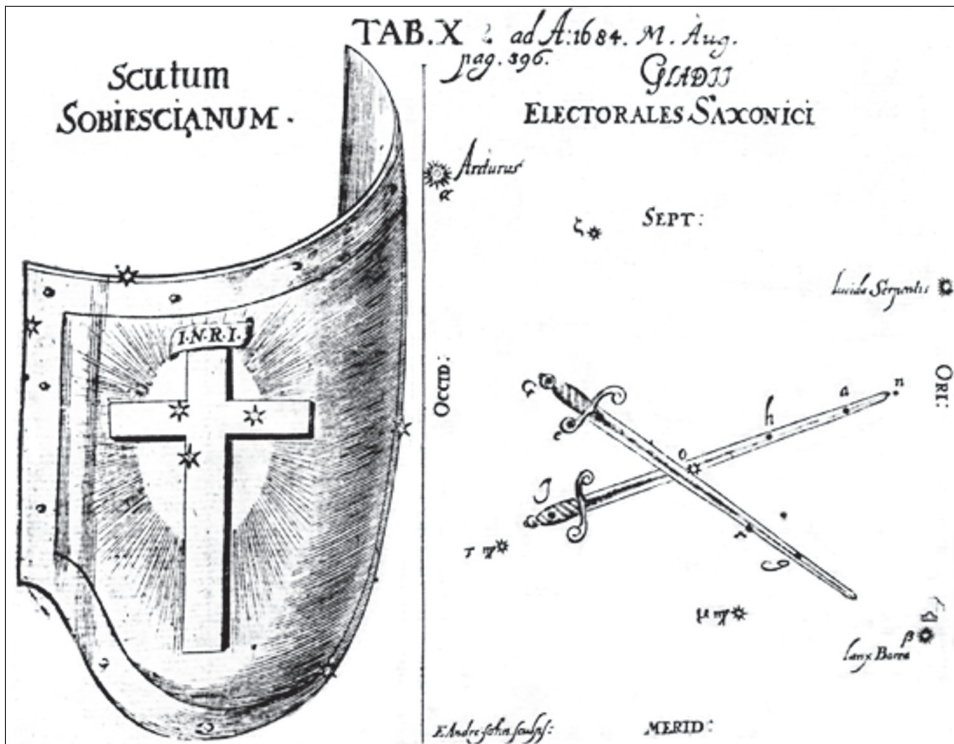 TAB. X ad A: 1684. M. Aug.
pag. 396.
Scutum
SOBIESCIANUM.
GLADII
ELECTORALES SAXONICI
Arcturus
α
ζ
SEPT:
lucida Serpentis
I.N.R.I.
OCCID:
ORI:
n
a
h
o
τ ♍
μ ♍
β
lanx Borea
MERID: